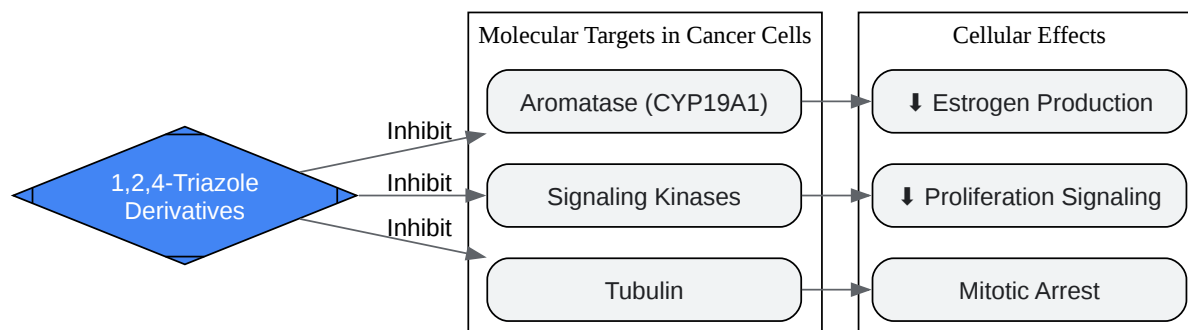 Molecular Targets in Cancer Cells
Cellular Effects
Aromatase (CYP19A1)
⬇ Estrogen Production
Inhibit
1,2,4-Triazole
Derivatives
Inhibit
Signaling Kinases
⬇ Proliferation Signaling
Inhibit
Tubulin
Mitotic Arrest